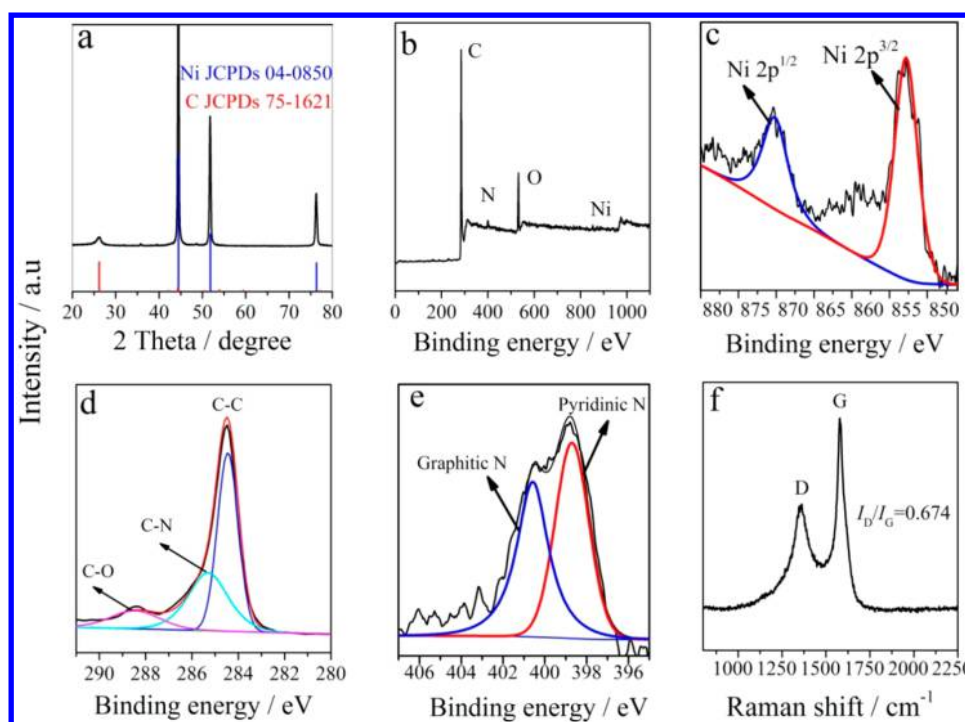 Intensity / a.u
a
Ni JCPDs 04-0850
C JCPDs 75-1621
20 30 40 50 60 70 80
2 Theta / degree
b
C
N
O
Ni
0 200 400 600 800 1000
Binding energy / eV
c
Ni 2p1/2
Ni 2p3/2
880 875 870 865 860 855 850
Binding energy / eV
d
C-C
C-N
C-O
290 288 286 284 282 280
Binding energy / eV
e
Pyridinic N
Graphitic N
406 404 402 400 398 396
Binding energy / eV
f
G
D
ID/IG=0.674
1000 1250 1500 1750 2000 2250
Raman shift / cm-1